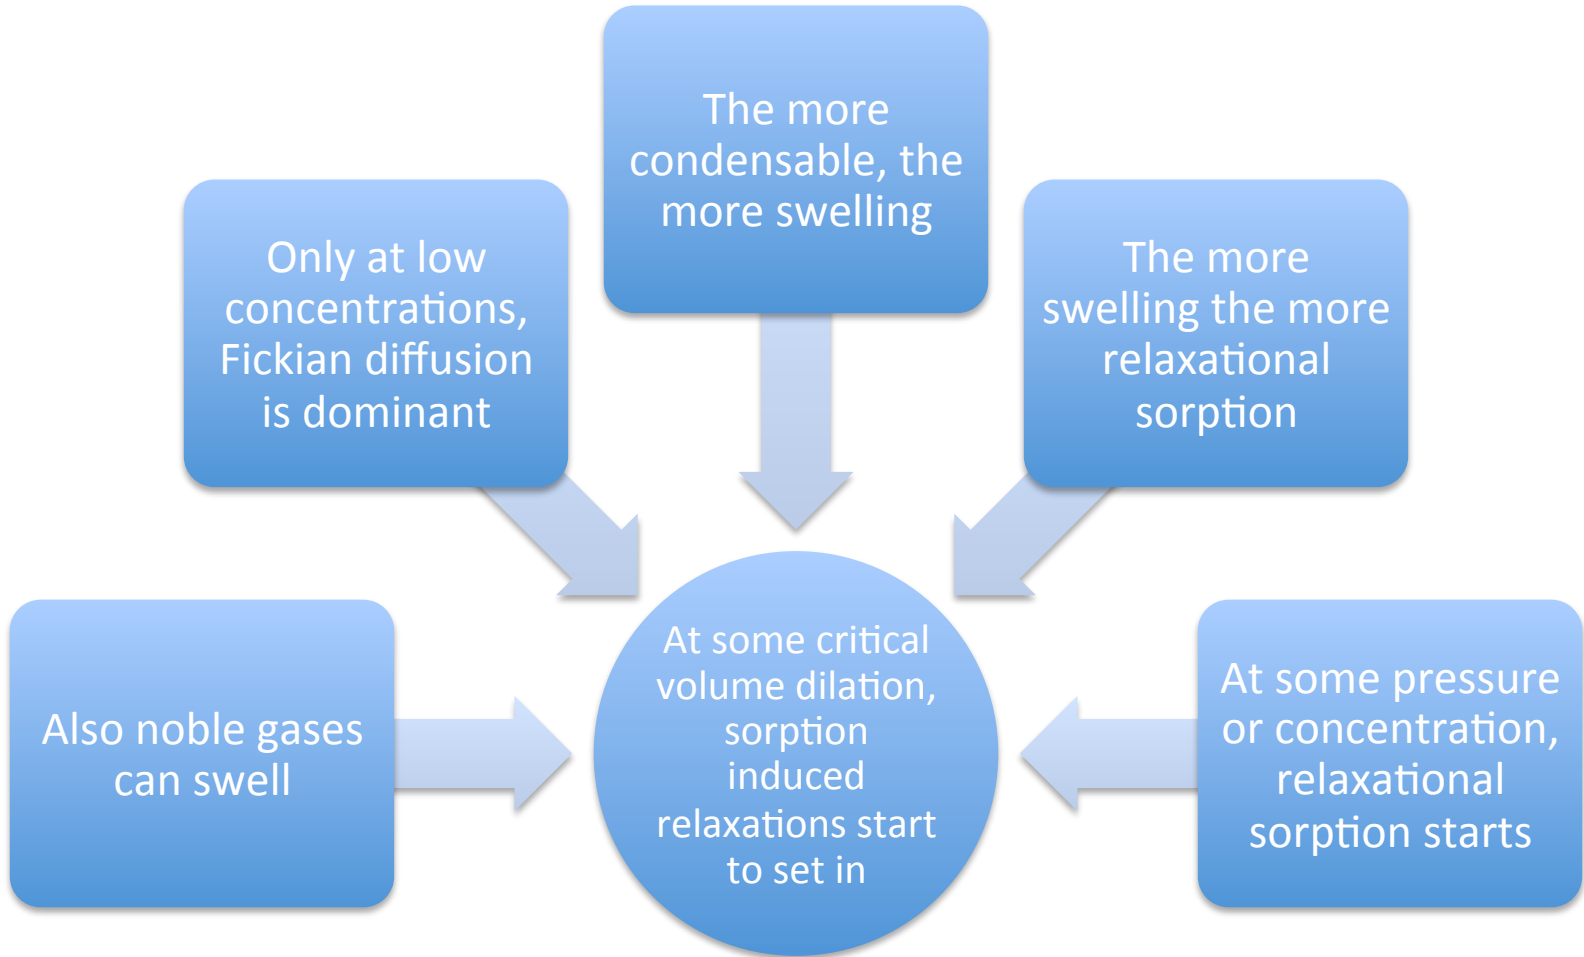 Also noble gases
can swell
Only at low
concentrations,
Fickian diffusion
is dominant
The more
condensable, the
more swelling
The more
swelling the more
relaxational
sorption
At some pressure
or concentration,
relaxational
sorption starts
At some critical
volume dilation,
sorption
induced
relaxations start
to set in